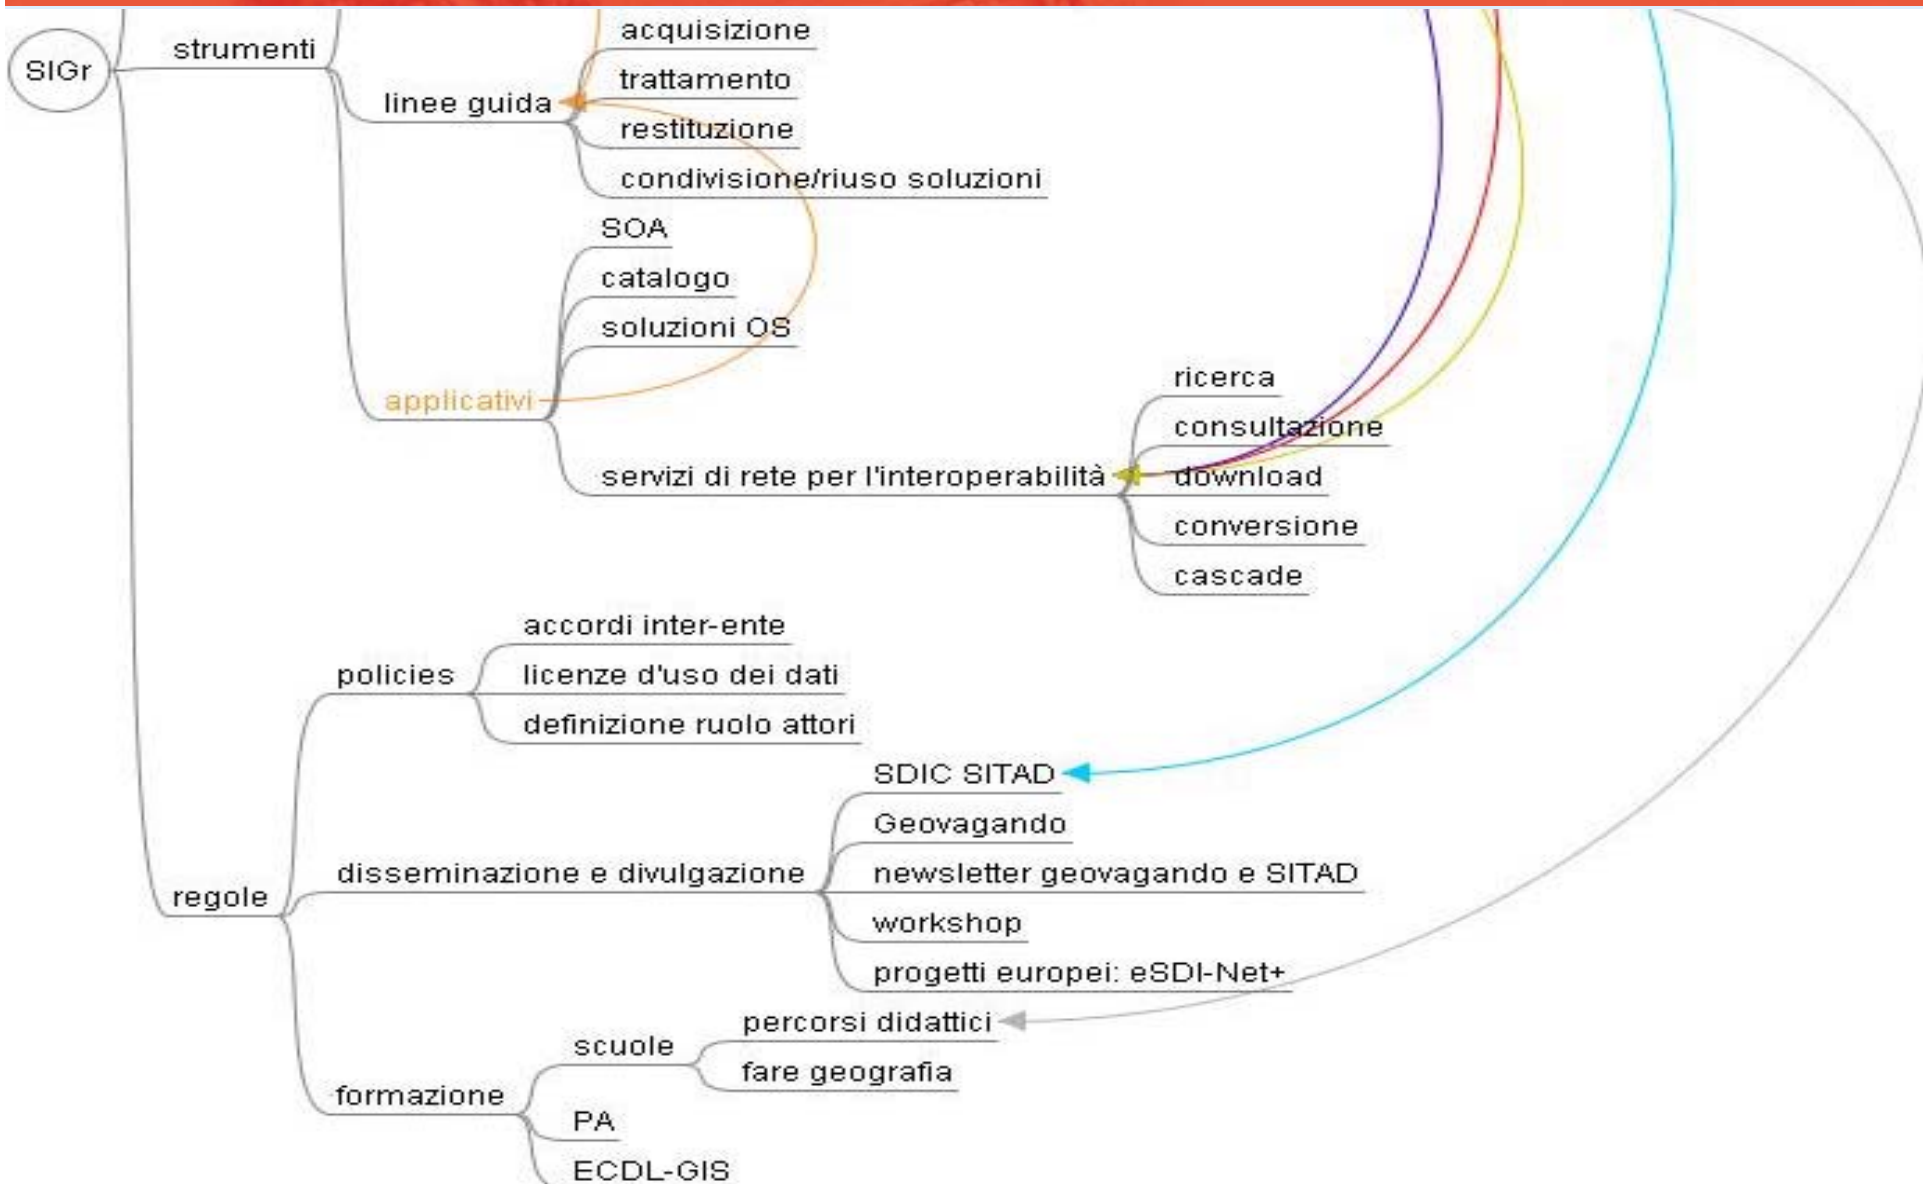 SIGr
strumenti
linee guida
acquisizione
trattamento
restituzione
condivisione/riuso soluzioni
applicativi
SOA
catalogo
soluzioni OS
servizi di rete per l'interoperabilità
ricerca
consultazione
download
conversione
cascade
regole
policies
accordi inter-ente
licenze d'uso dei dati
definizione ruolo attori
disseminazione e divulgazione
SDIC SITAD
Geovagando
newsletter geovagando e SITAD
workshop
progetti europei: eSDI-Net+
formazione
scuole
percorsi didattici
fare geografia
PA
ECDL-GIS